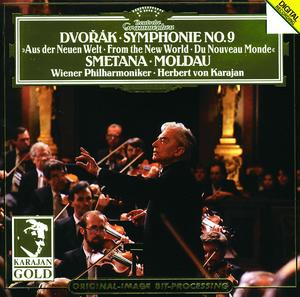 Deutsche
Grammophon
DIGITAL
DVOŘÁK · SYMPHONIE NO. 9
»Aus der Neuen Welt · From the New World · Du Nouveau Monde«
SMETANA · MOLDAU
Wiener Philharmoniker · Herbert von Karajan
KARAJAN
GOLD
ORIGINAL-IMAGE BIT-PROCESSING